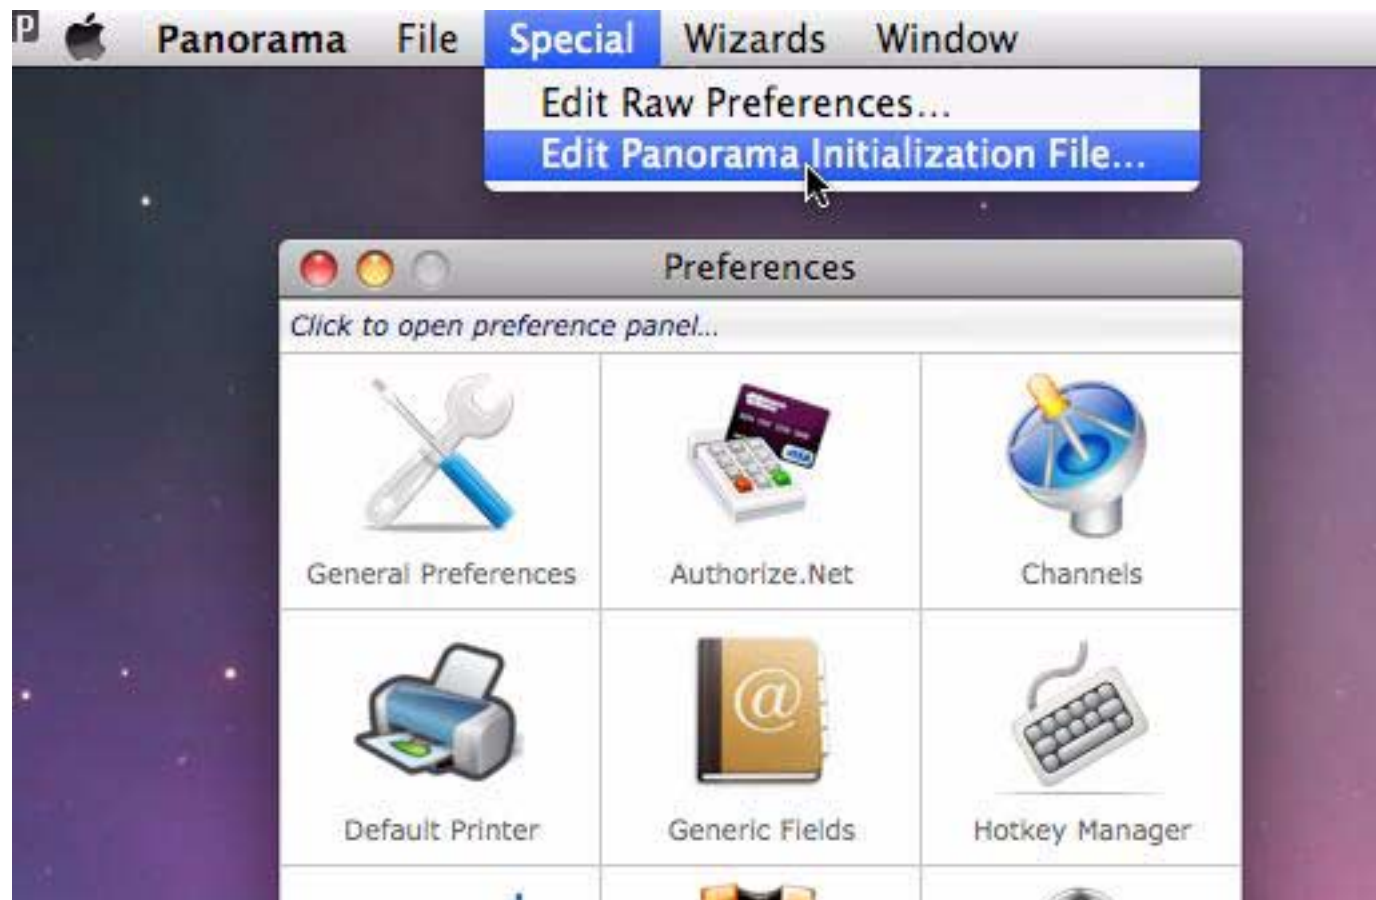 p
Panorama File Special Wizards Window
Edit Raw Preferences...
Edit Panorama Initialization File...
Preferences
Click to open preference panel...
General Preferences Authorize.Net Channels
@
Default Printer Generic Fields Hotkey Manager